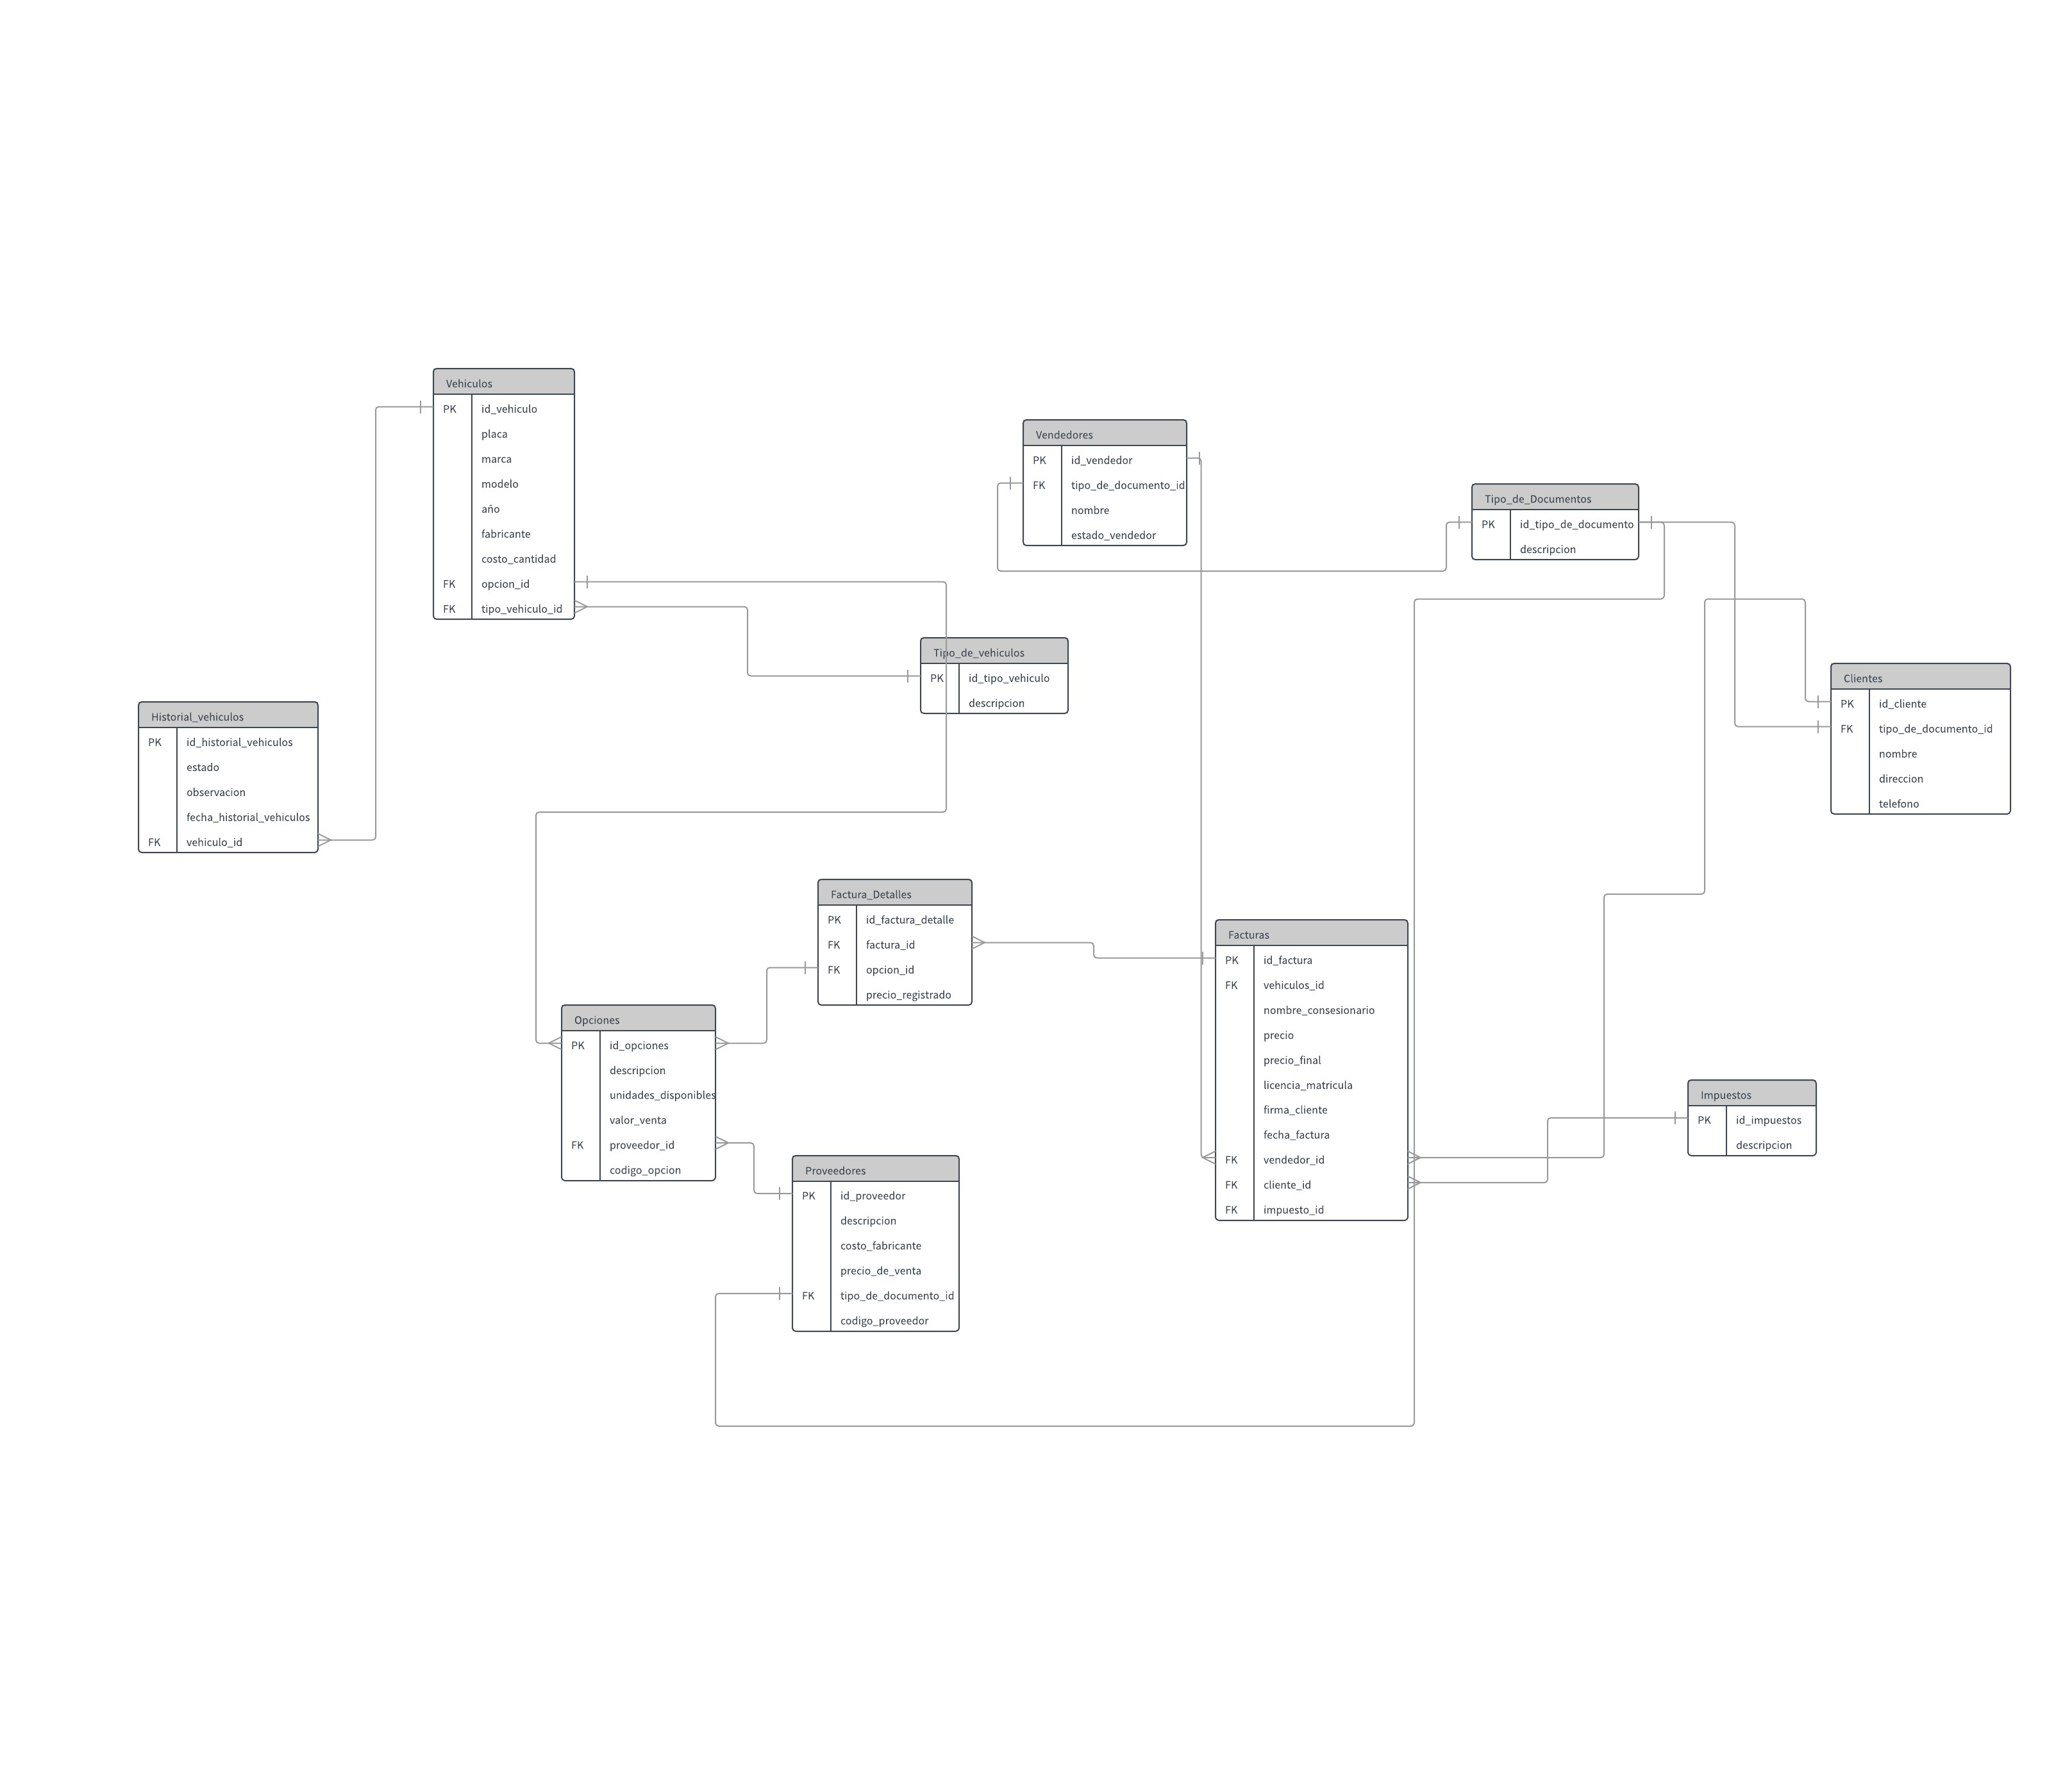 Vehiculos
PK id_vehiculo
placa
marca
modelo
año
fabricante
costo_cantidad
FK opcion_id
FK tipo_vehiculo_id
Vendedores
PK id_vendedor
FK tipo_de_documento_id
nombre
estado_vendedor
Tipo_de_Documentos
PK id_tipo_de_documento
descripcion
Tipo_de_vehiculos
PK id_tipo_vehiculo
descripcion
Clientes
PK id_cliente
FK tipo_de_documento_id
nombre
direccion
telefono
Historial_vehiculos
PK id_historial_vehiculos
estado
observacion
fecha_historial_vehiculos
FK vehiculo_id
Factura_Detalles
PK id_factura_detalle
FK factura_id
FK opcion_id
precio_registrado
Facturas
PK id_factura
FK vehiculos_id
nombre_consesionario
precio
precio_final
licencia_matricula
firma_cliente
fecha_factura
FK vendedor_id
FK cliente_id
FK impuesto_id
Opciones
PK id_opciones
descripcion
unidades_disponibles
valor_venta
FK proveedor_id
codigo_opcion
Impuestos
PK id_impuestos
descripcion
Proveedores
PK id_proveedor
descripcion
costo_fabricante
precio_de_venta
FK tipo_de_documento_id
codigo_proveedor